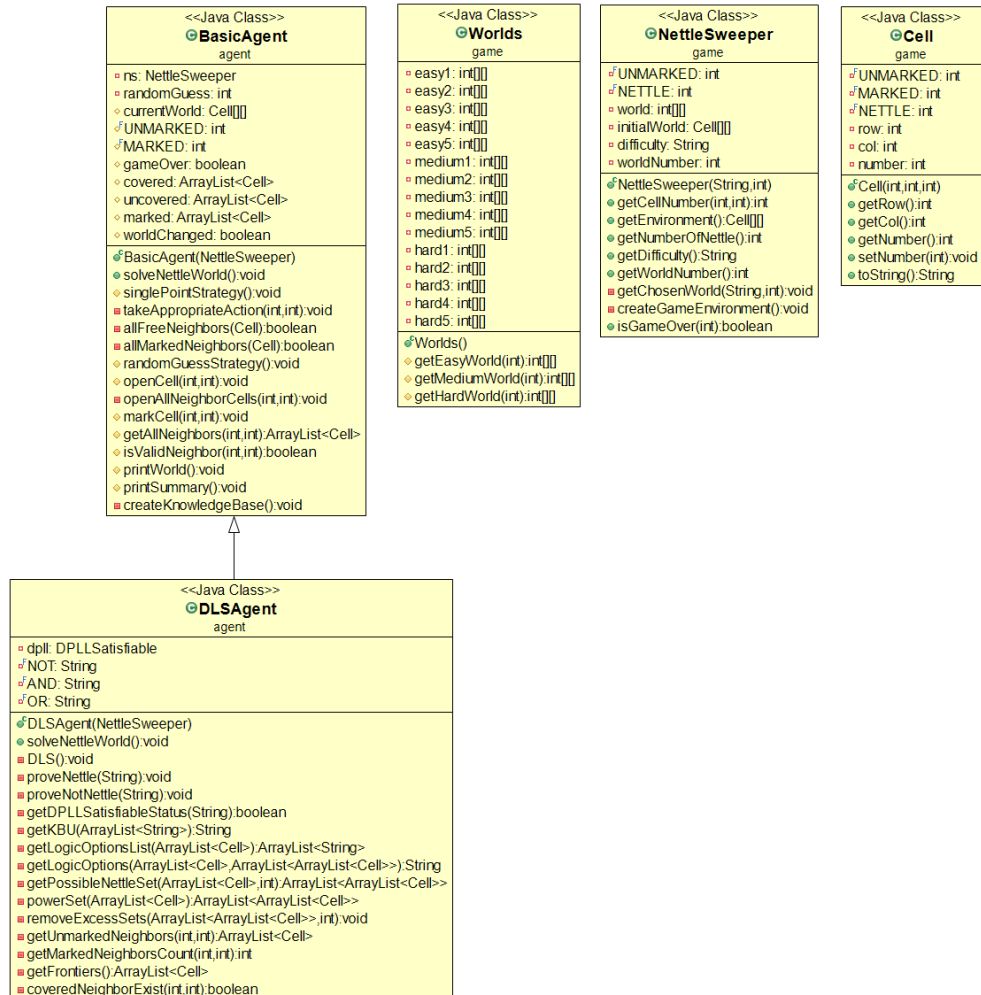 <<Java Class>>
BasicAgent
agent
ns: NettleSweeper
randomGuess: int
currentWorld: Cell[][]
UNMARKED: int
MARKED: int
gameOver: boolean
covered: ArrayList<Cell>
uncovered: ArrayList<Cell>
marked: ArrayList<Cell>
worldChanged: boolean
BasicAgent(NettleSweeper)
solveNettleWorld():void
singlePointStrategy():void
takeAppropriateAction(int,int):void
allFreeNeighbors(Cell):boolean
allMarkedNeighbors(Cell):boolean
randomGuessStrategy():void
openCell(int,int):void
openAllNeighborCells(int,int):void
markCell(int,int):void
getAllNeighbors(int,int):ArrayList<Cell>
isValidNeighbor(int,int):boolean
printWorld():void
printSummary():void
createKnowledgeBase():void
<<Java Class>>
Worlds
game
easy1: int[][]
easy2: int[][]
easy3: int[][]
easy4: int[][]
easy5: int[][]
medium1: int[][]
medium2: int[][]
medium3: int[][]
medium4: int[][]
medium5: int[][]
hard1: int[][]
hard2: int[][]
hard3: int[][]
hard4: int[][]
hard5: int[][]
Worlds()
getEasyWorld(int):int[][]
getMediumWorld(int):int[][]
getHardWorld(int):int[][]
<<Java Class>>
NettleSweeper
game
UNMARKED: int
NETTLE: int
world: int[][]
initialWorld: Cell[][]
difficulty: String
worldNumber: int
NettleSweeper(String,int)
getCellNumber(int,int):int
getEnvironment():Cell[][]
getNumberOfNettle():int
getDifficulty():String
getWorldNumber():int
getChosenWorld(String,int):void
createGameEnvironment():void
isGameOver(int):boolean
<<Java Class>>
Cell
game
UNMARKED: int
MARKED: int
NETTLE: int
row: int
col: int
number: int
Cell(int,int,int)
getRow():int
getCol():int
getNumber():int
setNumber(int):void
toString():String
<<Java Class>>
DLSAgent
agent
dpll: DPLLSatisfiable
NOT: String
AND: String
OR: String
DLSAgent(NettleSweeper)
solveNettleWorld():void
DLS():void
proveNettle(String):void
proveNotNettle(String):void
getDPLLSatisfiableStatus(String):boolean
getKBU(ArrayList<String>):String
getLogicOptionsList(ArrayList<Cell>):ArrayList<String>
getLogicOptions(ArrayList<Cell>,ArrayList<ArrayList<Cell>>):String
getPossibleNettleSet(ArrayList<Cell>,int):ArrayList<ArrayList<Cell>>
powerSet(ArrayList<Cell>):ArrayList<ArrayList<Cell>>
removeExcessSets(ArrayList<ArrayList<Cell>>,int):void
getUnmarkedNeighbors(int,int):ArrayList<Cell>
getMarkedNeighborsCount(int,int):int
getFrontiers():ArrayList<Cell>
coveredNeighborExist(int,int):boolean